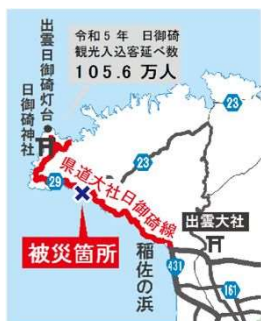 出雲日御碕灯台
日御碕神社
令和5年 日御碕
観光入込客延べ数
105.6 万人
23
23
29
県道大社日御碕線
被災箇所
稲佐の浜
出雲大社
431
161